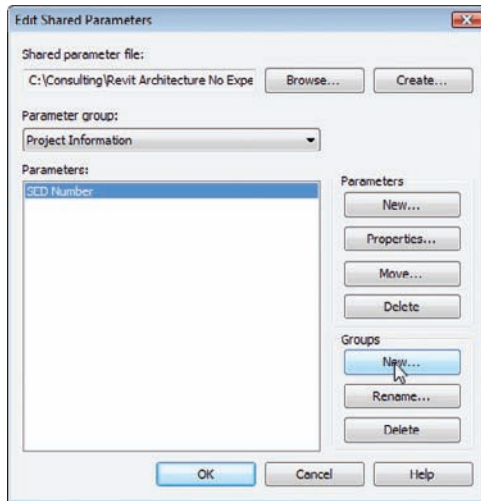 Edit Shared Parameters
Shared parameter file:
C:\Consulting\Revit Architecture No Expe
Browse...
Create...
Parameter group:
Project Information
Parameters:
SED Number
Parameters
New...
Properties...
Move...
Delete
Groups
New...
Rename...
Delete
OK
Cancel
Help